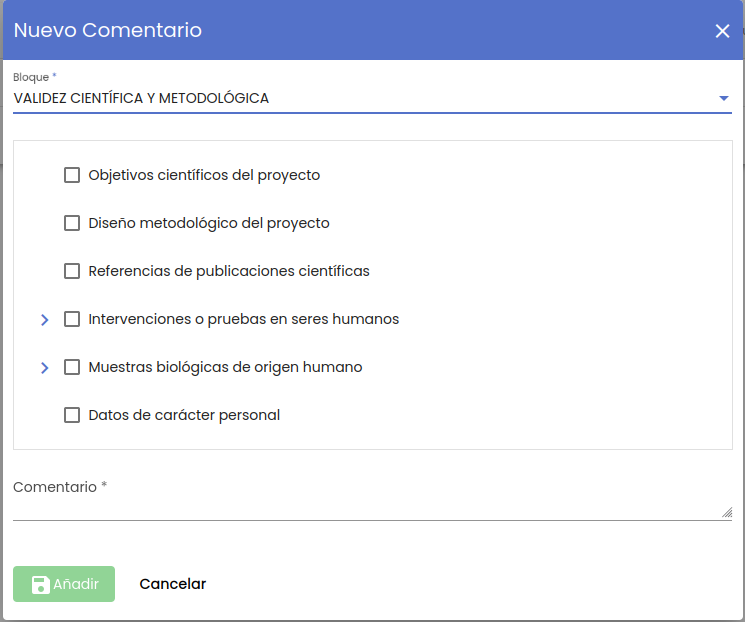 Nuevo Comentario
Bloque *
VALIDEZ CIENTÍFICA Y METODOLÓGICA
Objetivos científicos del proyecto
Diseño metodológico del proyecto
Referencias de publicaciones científicas
Intervenciones o pruebas en seres humanos
Muestras biológicas de origen humano
Datos de carácter personal
Comentario *
Añadir Cancelar